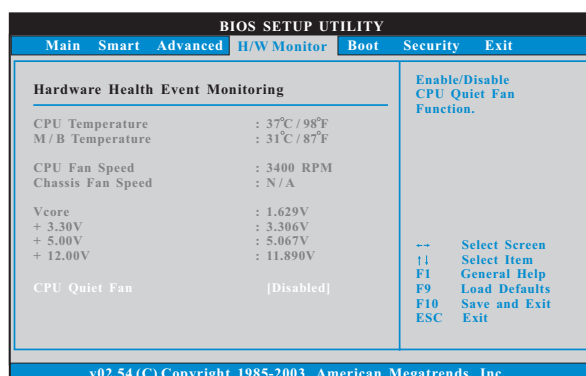 BIOS SETUP UTILITY
Main Smart Advanced H/W Monitor Boot Security Exit
Hardware Health Event Monitoring
CPU Temperature : 37°C / 98°F
M / B Temperature : 31°C / 87°F
CPU Fan Speed : 3400 RPM
Chassis Fan Speed : N / A
Vcore : 1.629V
+ 3.30V : 3.306V
+ 5.00V : 5.067V
+ 12.00V : 11.890V
CPU Quiet Fan [Disabled]
Enable/Disable
CPU Quiet Fan
Function.
←→ Select Screen
↑↓ Select Item
F1 General Help
F9 Load Defaults
F10 Save and Exit
ESC Exit
v02.54 (C) Copyright 1985-2003, American Megatrends, Inc.